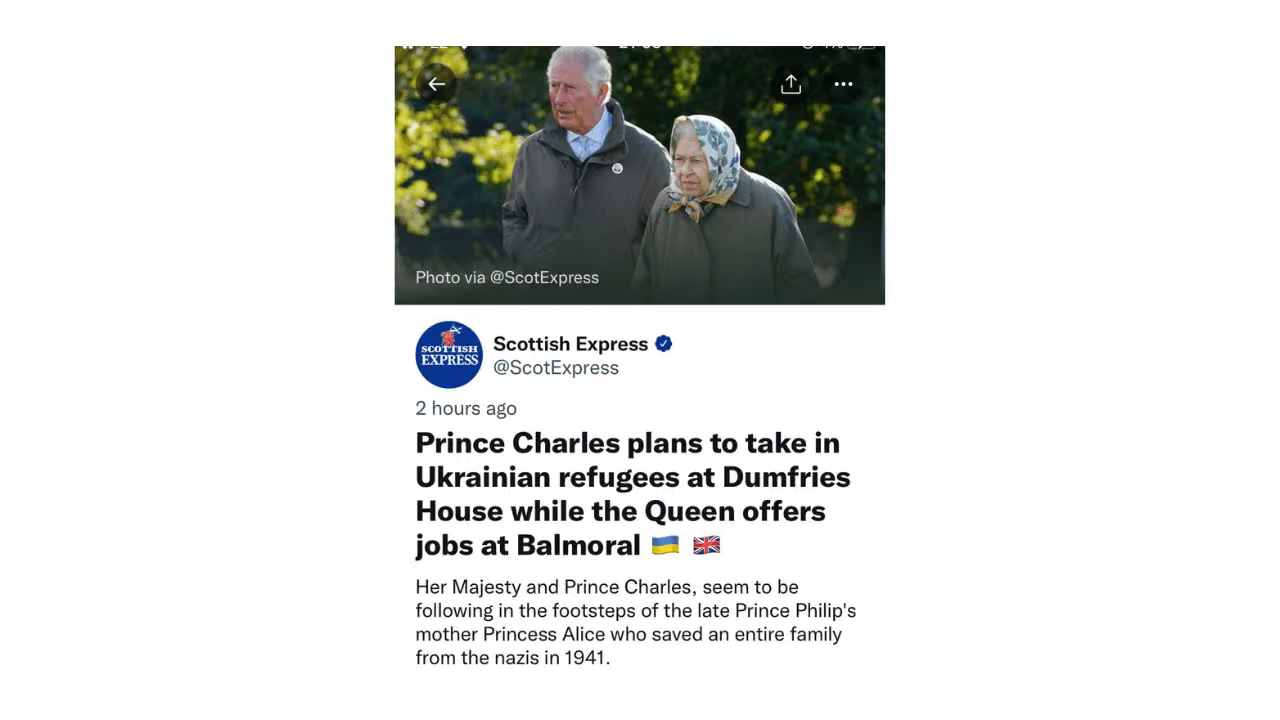 Photo via @ScotExpress
SCOTTISH
EXPRESS
Scottish Express
@ScotExpress
2 hours ago
Prince Charles plans to take in
Ukrainian refugees at Dumfries
House while the Queen offers
jobs at Balmoral 🇺🇦 🇬🇧
Her Majesty and Prince Charles, seem to be
following in the footsteps of the late Prince Philip's
mother Princess Alice who saved an entire family
from the nazis in 1941.